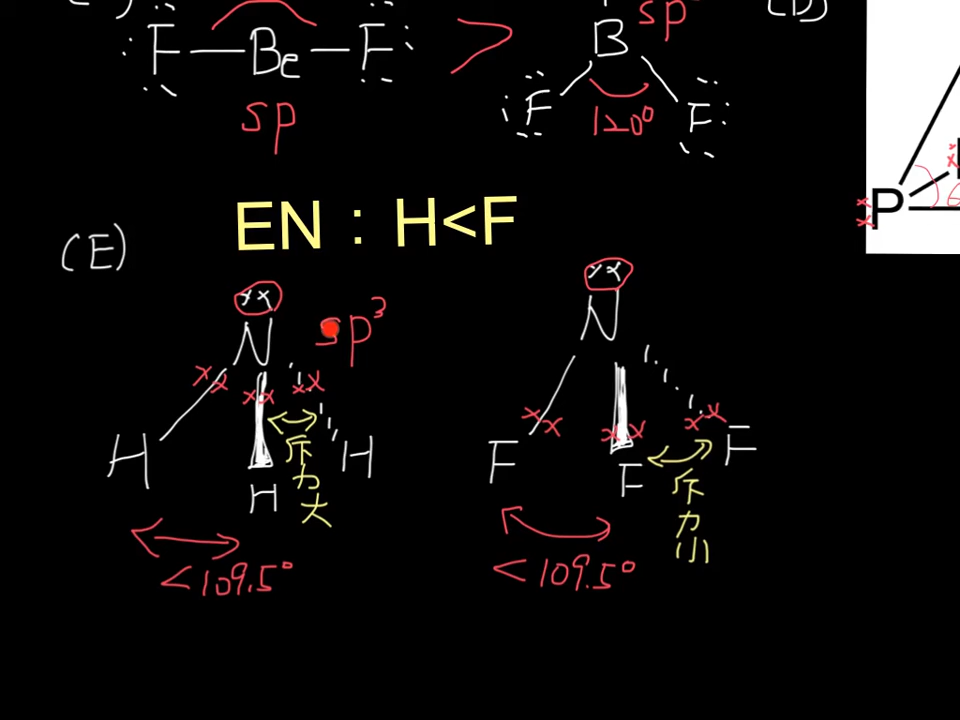 F Be F > B sp
sp F 120° F
P
EN：H<F
(E)
N sp³ N
H H H F F F
斥力大 斥力小
<109.5° <109.5°